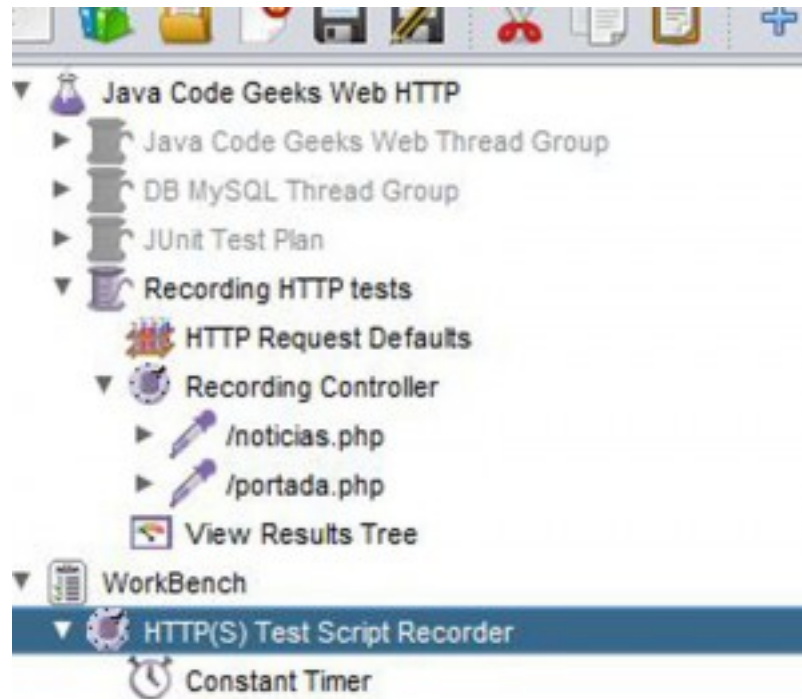 Java Code Geeks Web HTTP
Java Code Geeks Web Thread Group
DB MySQL Thread Group
JUnit Test Plan
Recording HTTP tests
HTTP Request Defaults
Recording Controller
/noticias.php
/portada.php
View Results Tree
WorkBench
HTTP(S) Test Script Recorder
Constant Timer